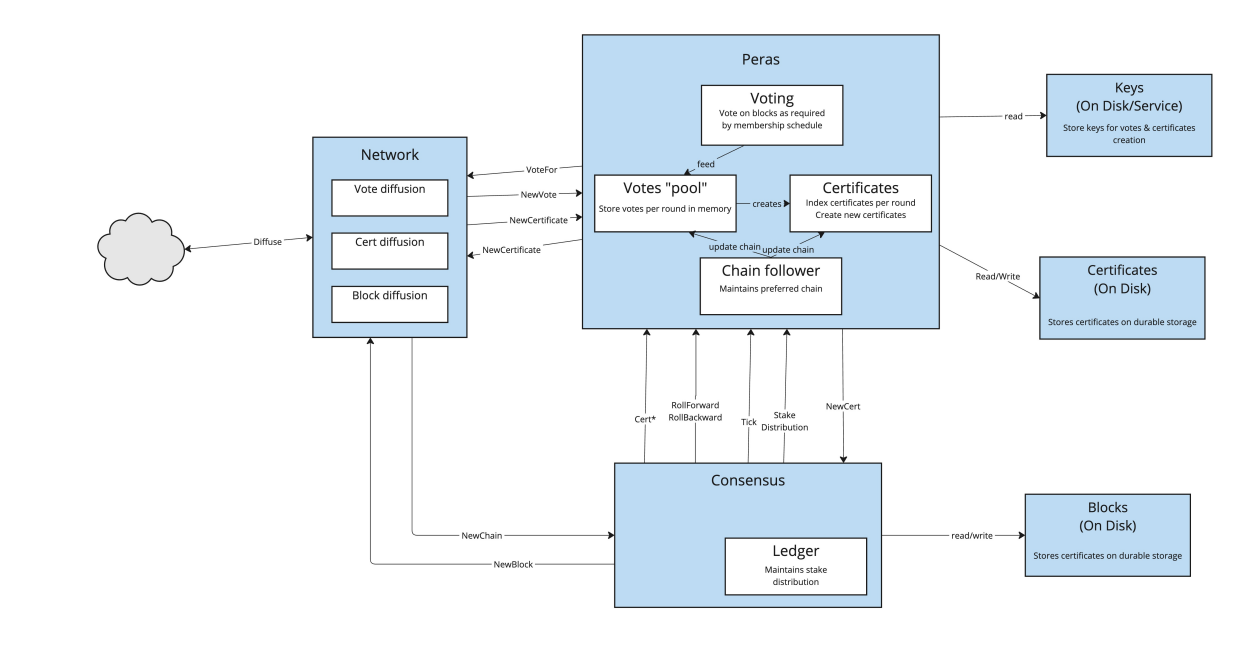 Peras
Voting
Vote on blocks as required
by membership schedule
feed
Votes "pool"
Store votes per round in memory
creates
Certificates
Index certificates per round
Create new certificates
update chain
update chain
Chain follower
Maintains preferred chain
Keys
(On Disk/Service)
Store keys for votes & certificates
creation
read
Network
Vote diffusion
Cert diffusion
Block diffusion
VoteFor
NewVote
NewCertificate
NewCertificate
Diffuse
Read/Write
Certificates
(On Disk)
Stores certificates on durable storage
Cert*
RollForward
RollBackward
Tick
Stake
Distribution
NewCert
Consensus
Ledger
Maintains stake
distribution
NewChain
NewBlock
read/write
Blocks
(On Disk)
Stores certificates on durable storage